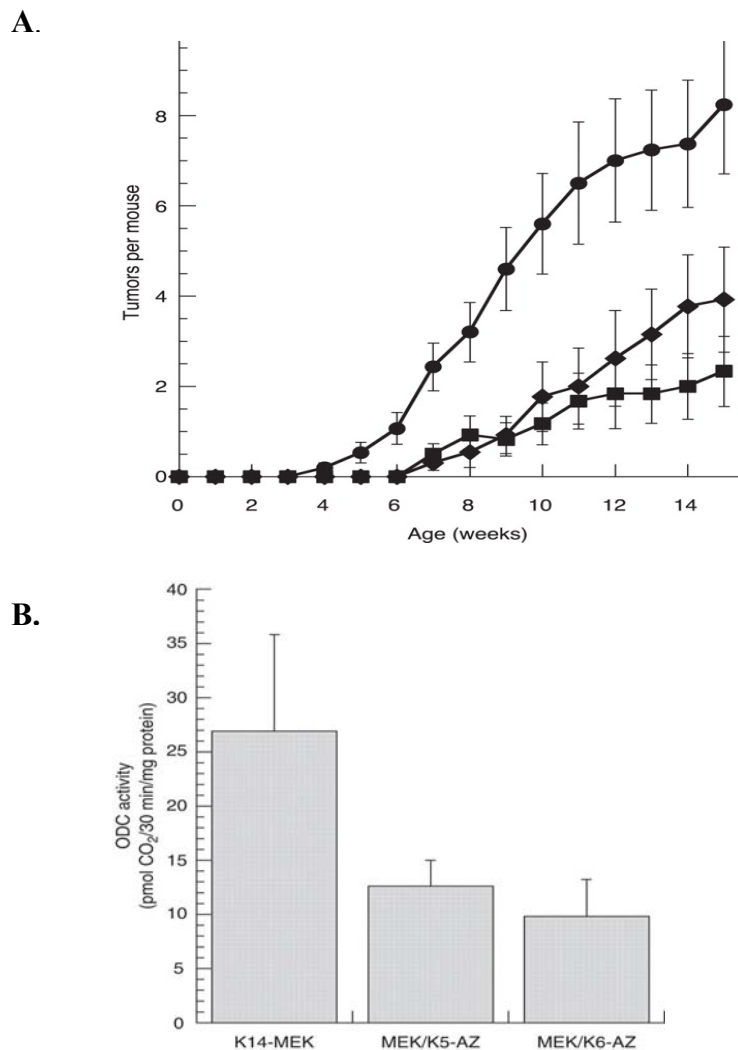 A.
8
6
4
2
0
Tumors per mouse
0 2 4 6 8 10 12 14
Age (weeks)
B.
40
35
30
25
20
15
10
5
0
ODC activity
(pmol CO₂/30 min/mg protein)
K14-MEK MEK/K5-AZ MEK/K6-AZ